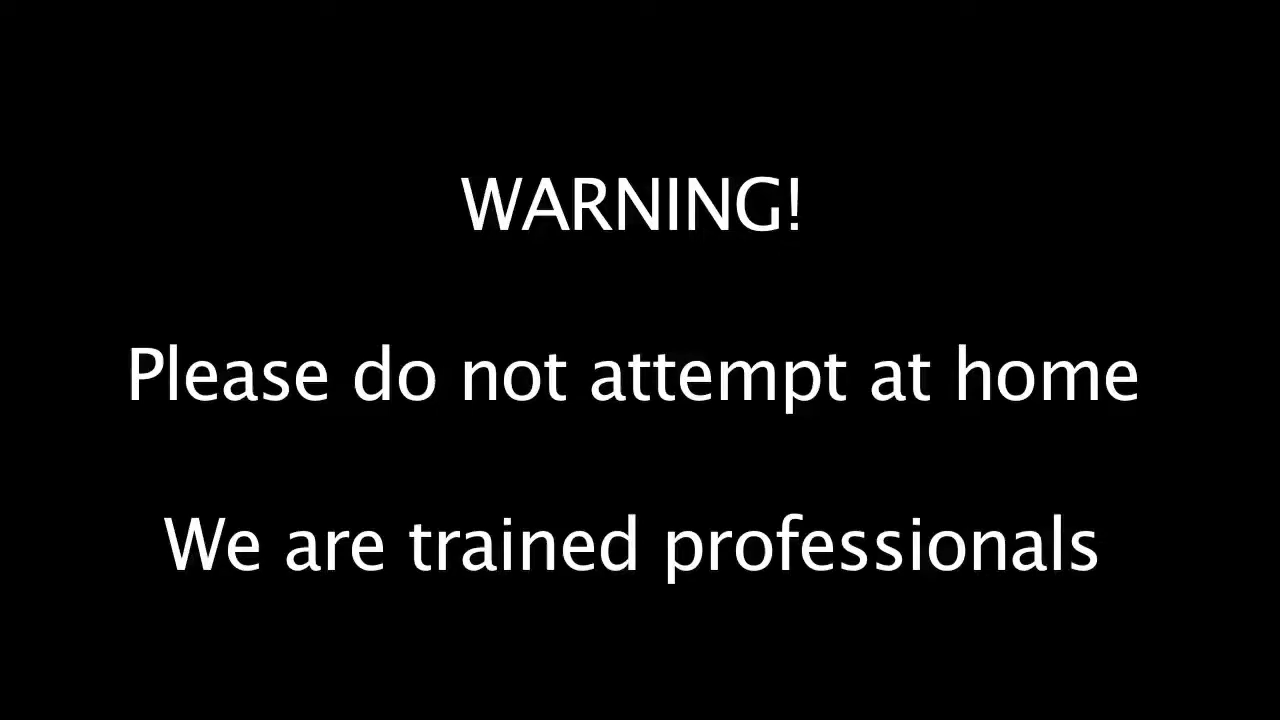 WARNING!
Please do not attempt at home
We are trained professionals